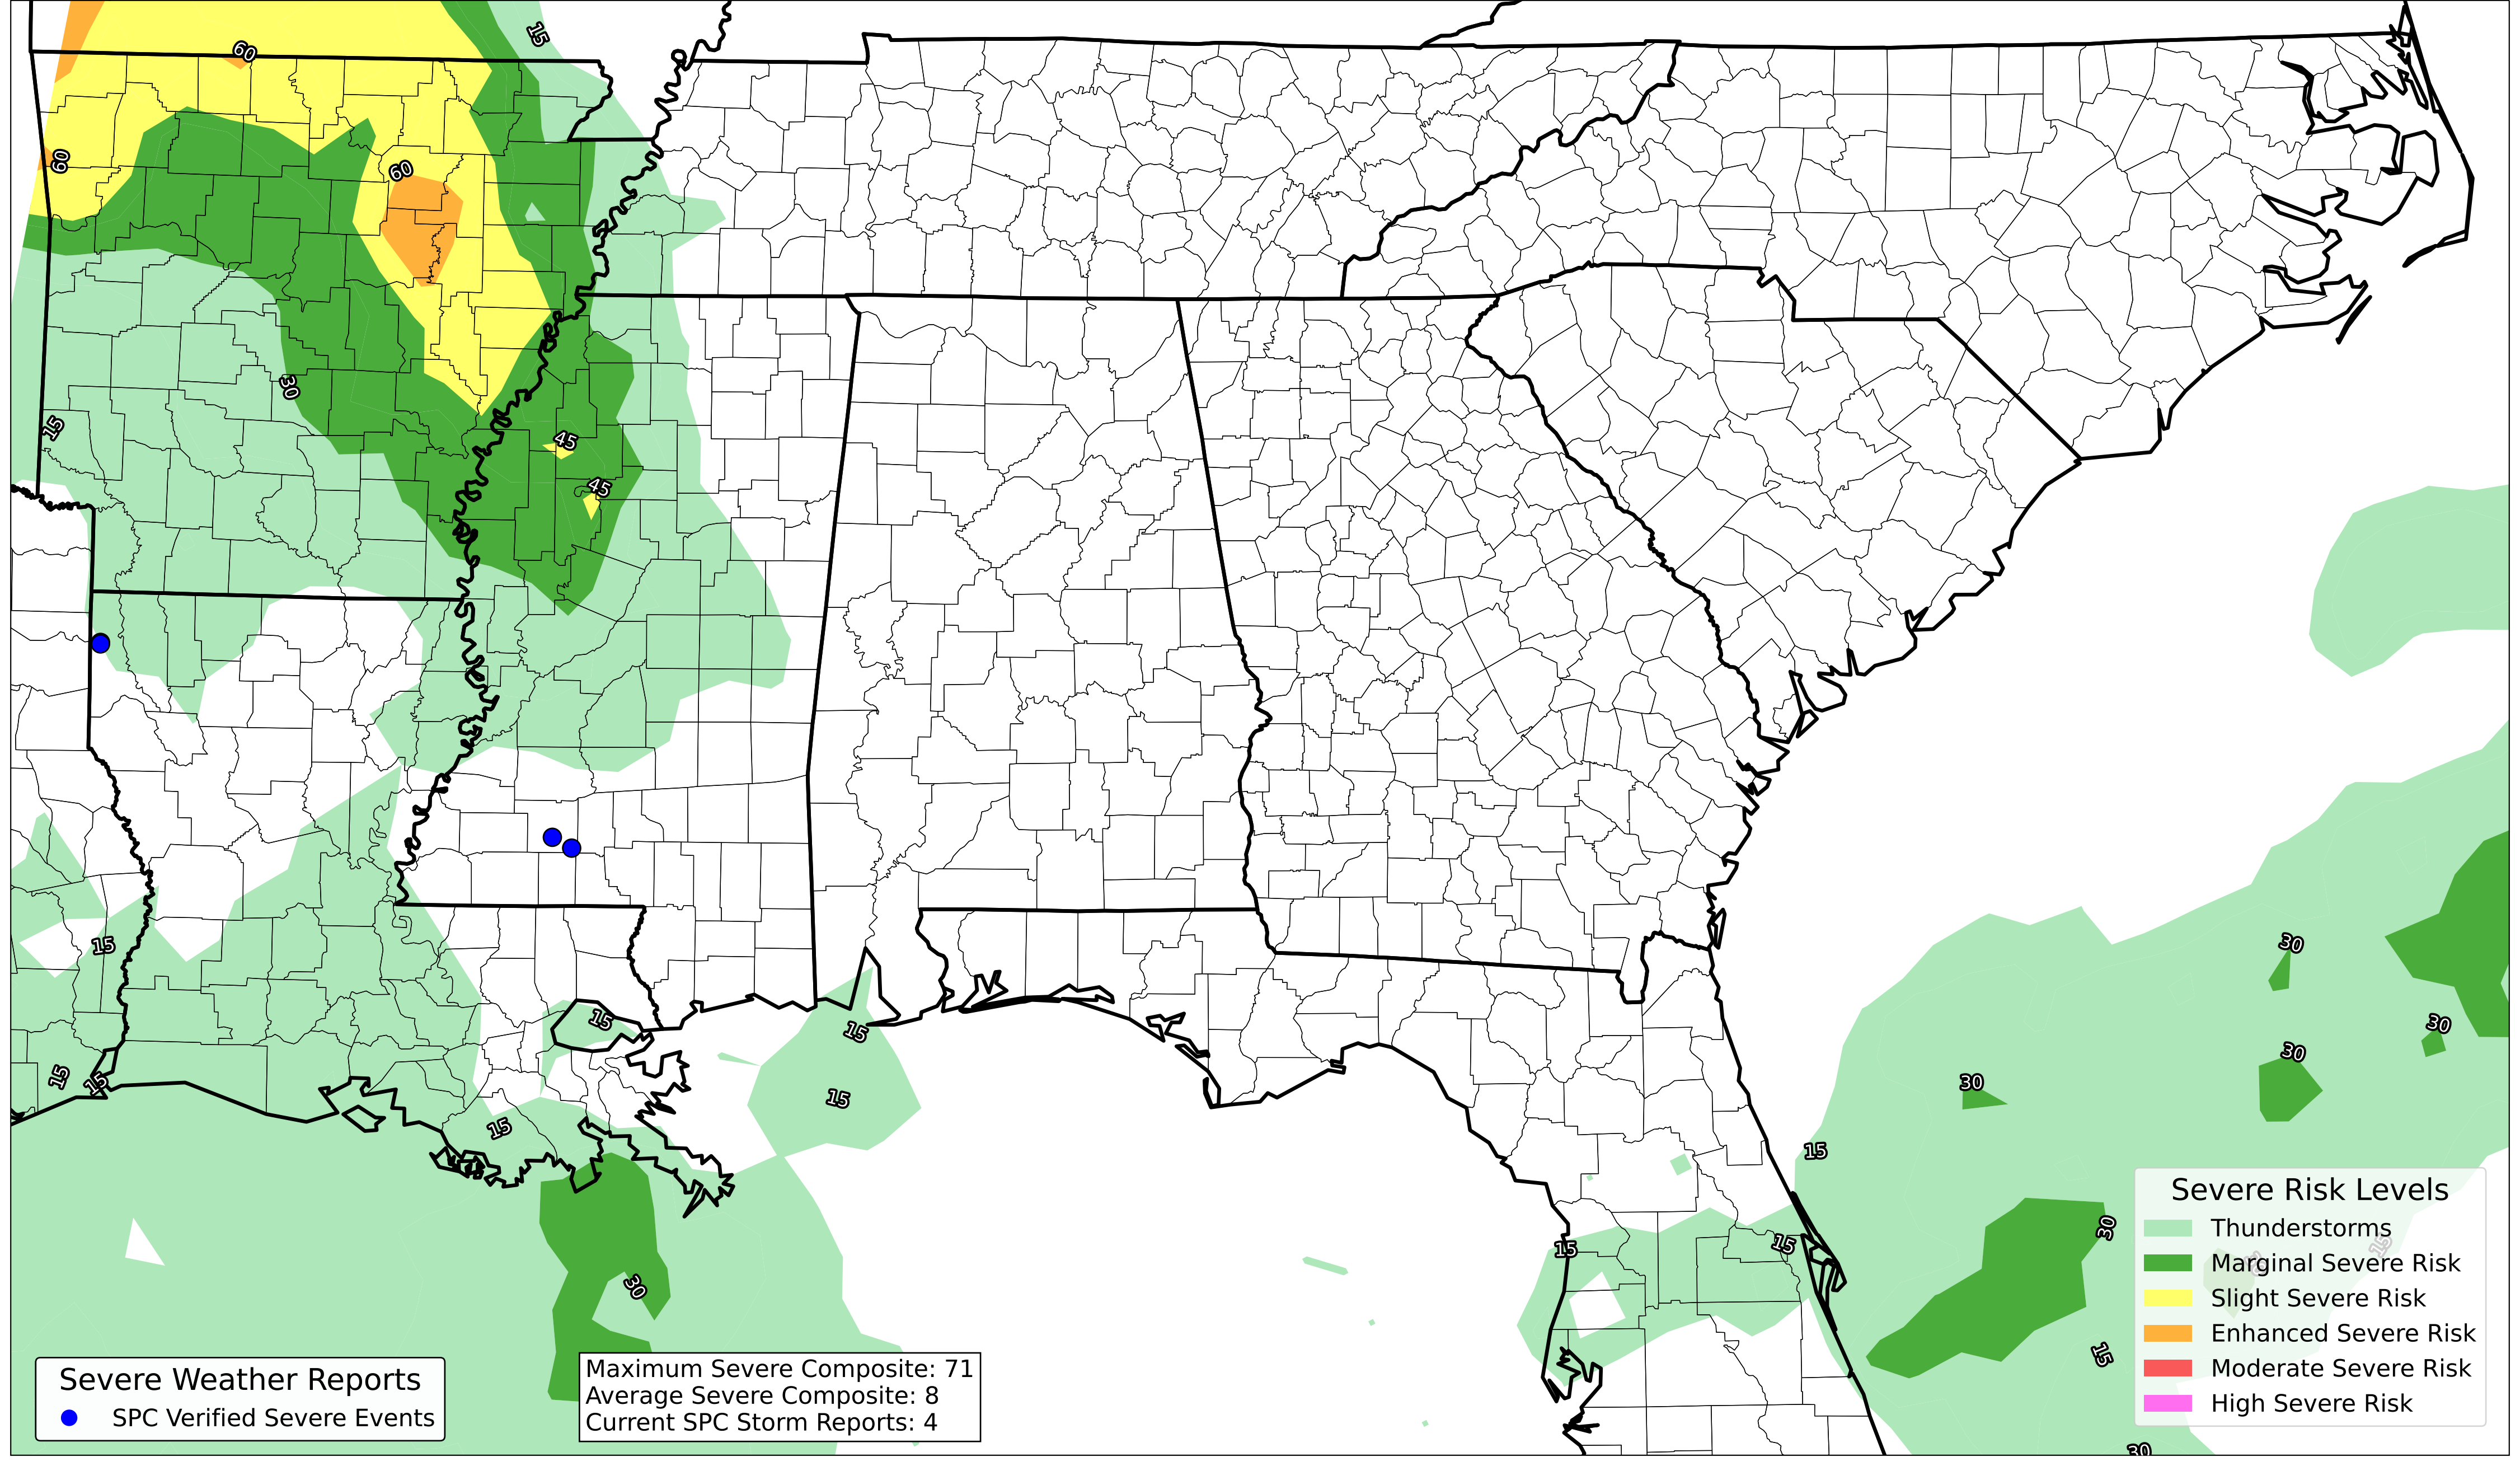 60
15
60
60
30
15
45
45
15
30
30
15
15
30
30
15
15
15
15
15
15
15
15
30
30
15
30
Severe Risk Levels
Thunderstorms
Marginal Severe Risk
Slight Severe Risk
Enhanced Severe Risk
Moderate Severe Risk
High Severe Risk
Severe Weather Reports
SPC Verified Severe Events
Maximum Severe Composite: 71
Average Severe Composite: 8
Current SPC Storm Reports: 4